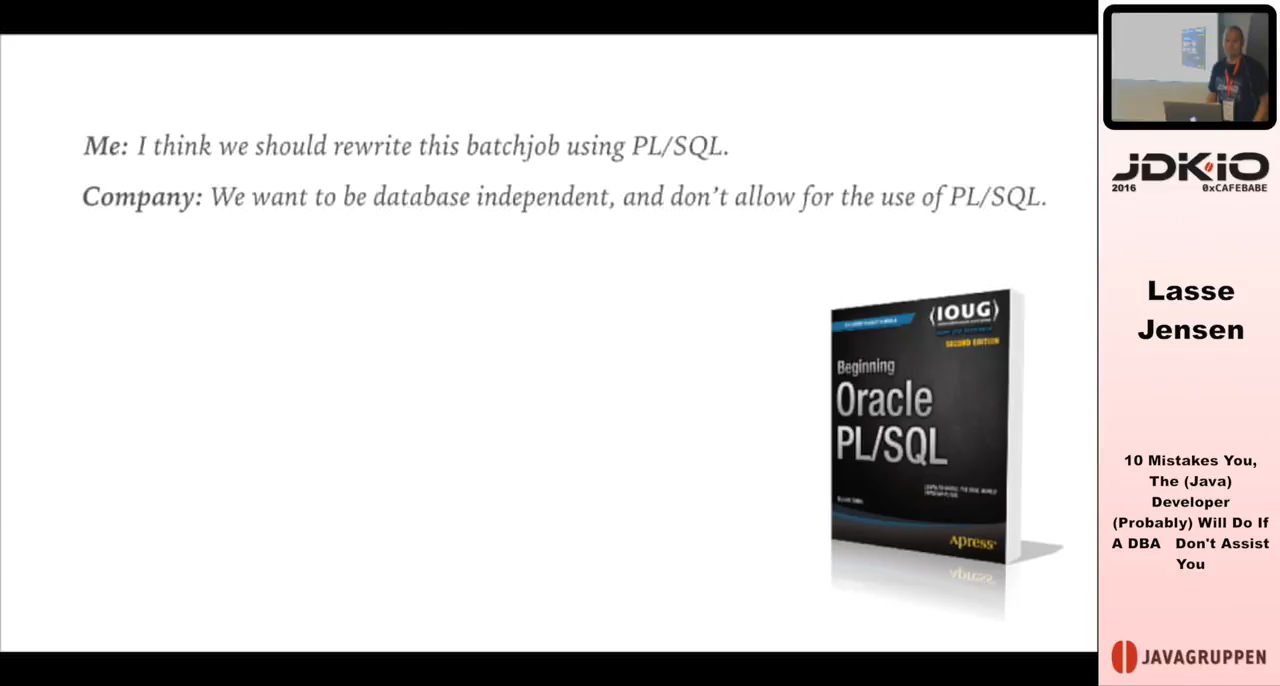 Me: I think we should rewrite this batchjob using PL/SQL.
Company: We want to be database independent, and don't allow for the use of PL/SQL.
IOUG
SECOND EDITION
Beginning
Oracle
PL/SQL
Apress
JDK.IO
2016 0xCAFEBABE
Lasse
Jensen
10 Mistakes You,
The (Java)
Developer
(Probably) Will Do If
A DBA Don't Assist
You
JAVAGRUPPEN